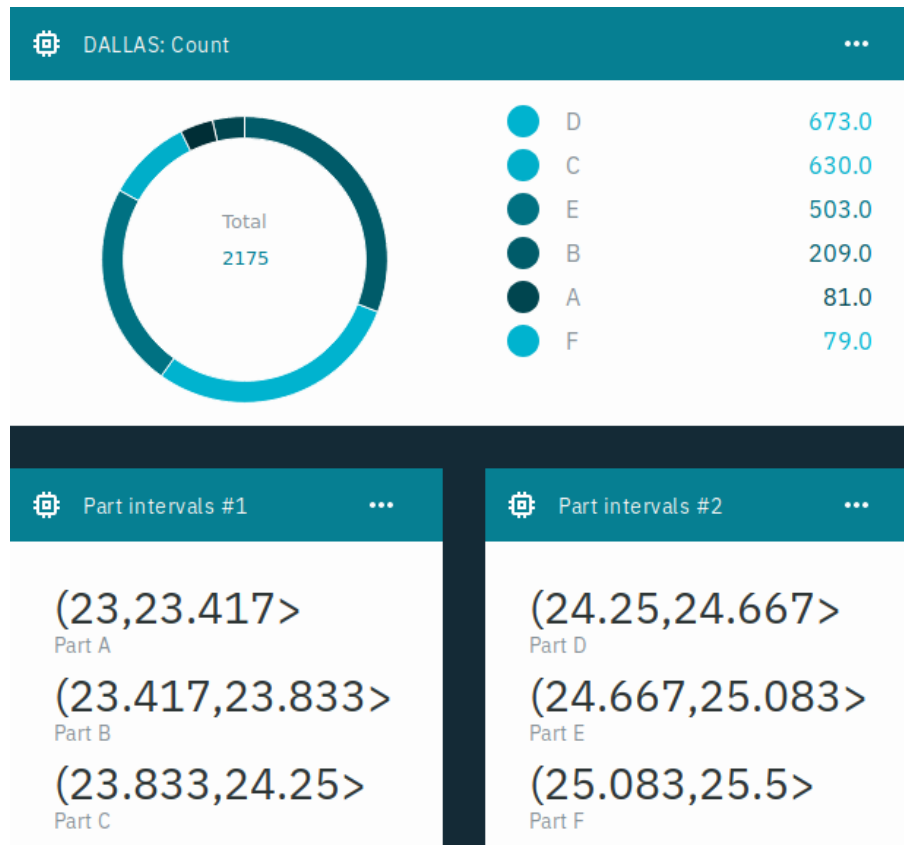 DALLAS: Count
Total
2175
D 673.0
C 630.0
E 503.0
B 209.0
A 81.0
F 79.0
Part intervals #1
(23,23.417>
Part A
(23.417,23.833>
Part B
(23.833,24.25>
Part C
Part intervals #2
(24.25,24.667>
Part D
(24.667,25.083>
Part E
(25.083,25.5>
Part F